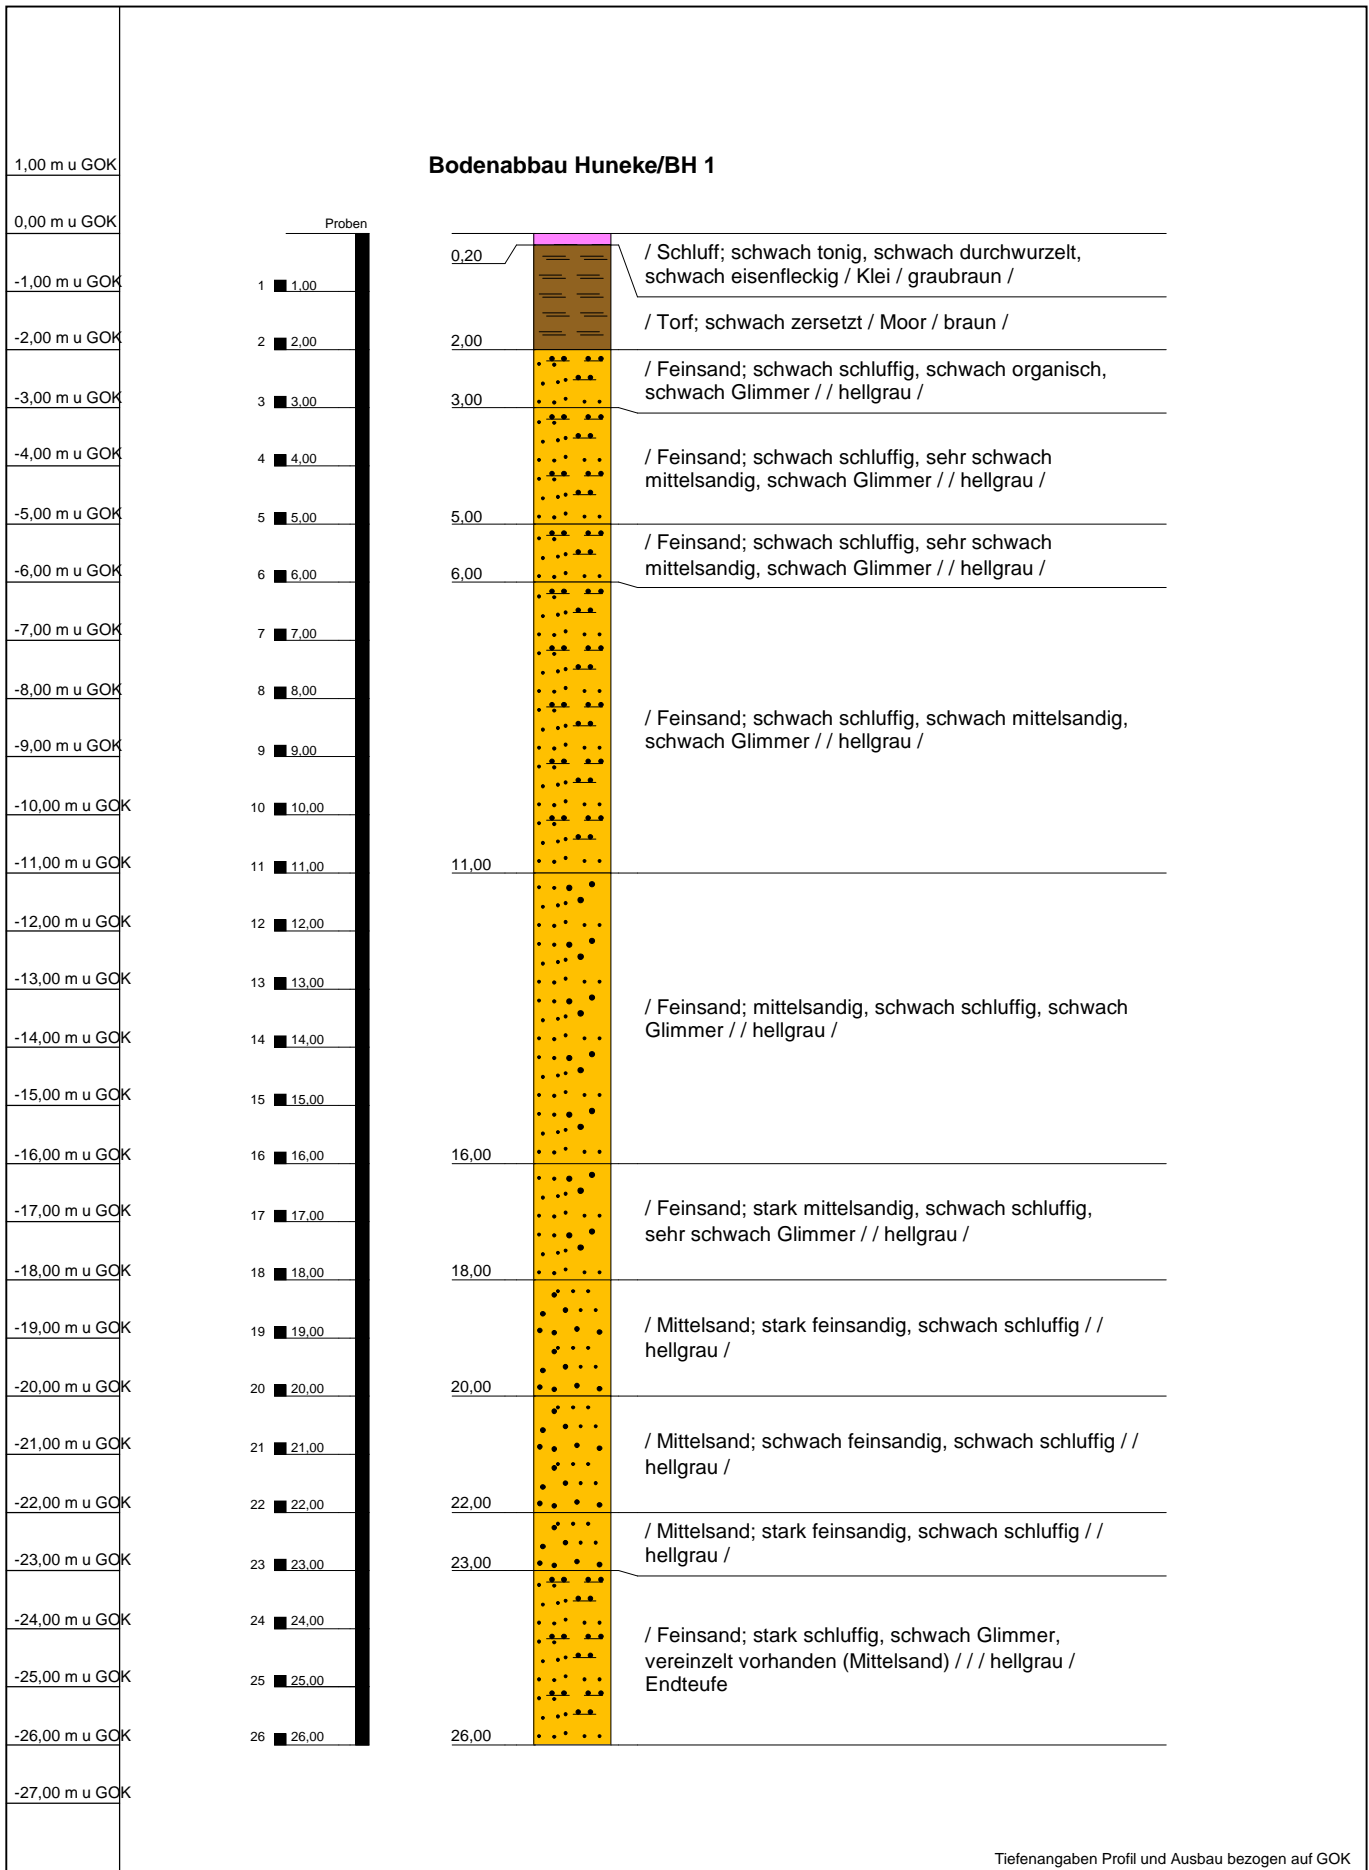 Bodenabbau Huneke/BH 1
1,00 m u GOK
0,00 m u GOK
-1,00 m u GOK
-2,00 m u GOK
-3,00 m u GOK
-4,00 m u GOK
-5,00 m u GOK
-6,00 m u GOK
-7,00 m u GOK
-8,00 m u GOK
-9,00 m u GOK
-10,00 m u GOK
-11,00 m u GOK
-12,00 m u GOK
-13,00 m u GOK
-14,00 m u GOK
-15,00 m u GOK
-16,00 m u GOK
-17,00 m u GOK
-18,00 m u GOK
-19,00 m u GOK
-20,00 m u GOK
-21,00 m u GOK
-22,00 m u GOK
-23,00 m u GOK
-24,00 m u GOK
-25,00 m u GOK
-26,00 m u GOK
-27,00 m u GOK
Proben
1 1,00
2 2,00
3 3,00
4 4,00
5 5,00
6 6,00
7 7,00
8 8,00
9 9,00
10 10,00
11 11,00
12 12,00
13 13,00
14 14,00
15 15,00
16 16,00
17 17,00
18 18,00
19 19,00
20 20,00
21 21,00
22 22,00
23 23,00
24 24,00
25 25,00
26 26,00
0,20
2,00
3,00
5,00
6,00
11,00
16,00
18,00
20,00
22,00
23,00
26,00
/ Schluff; schwach tonig, schwach durchwurzelt,
schwach eisenfleckig / Klei / graubraun /
/ Torf; schwach zersetzt / Moor / braun /
/ Feinsand; schwach schluffig, schwach organisch,
schwach Glimmer / / hellgrau /
/ Feinsand; schwach schluffig, sehr schwach
mittelsandig, schwach Glimmer / / hellgrau /
/ Feinsand; schwach schluffig, sehr schwach
mittelsandig, schwach Glimmer / / hellgrau /
/ Feinsand; schwach schluffig, schwach mittelsandig,
schwach Glimmer / / hellgrau /
/ Feinsand; mittelsandig, schwach schluffig, schwach
Glimmer / / hellgrau /
/ Feinsand; stark mittelsandig, schwach schluffig,
sehr schwach Glimmer / / hellgrau /
/ Mittelsand; stark feinsandig, schwach schluffig / /
hellgrau /
/ Mittelsand; schwach feinsandig, schwach schluffig / /
hellgrau /
/ Mittelsand; stark feinsandig, schwach schluffig / /
hellgrau /
/ Feinsand; stark schluffig, schwach Glimmer,
vereinzelt vorhanden (Mittelsand) / / / hellgrau /
Endteufe
Tiefenangaben Profil und Ausbau bezogen auf GOK